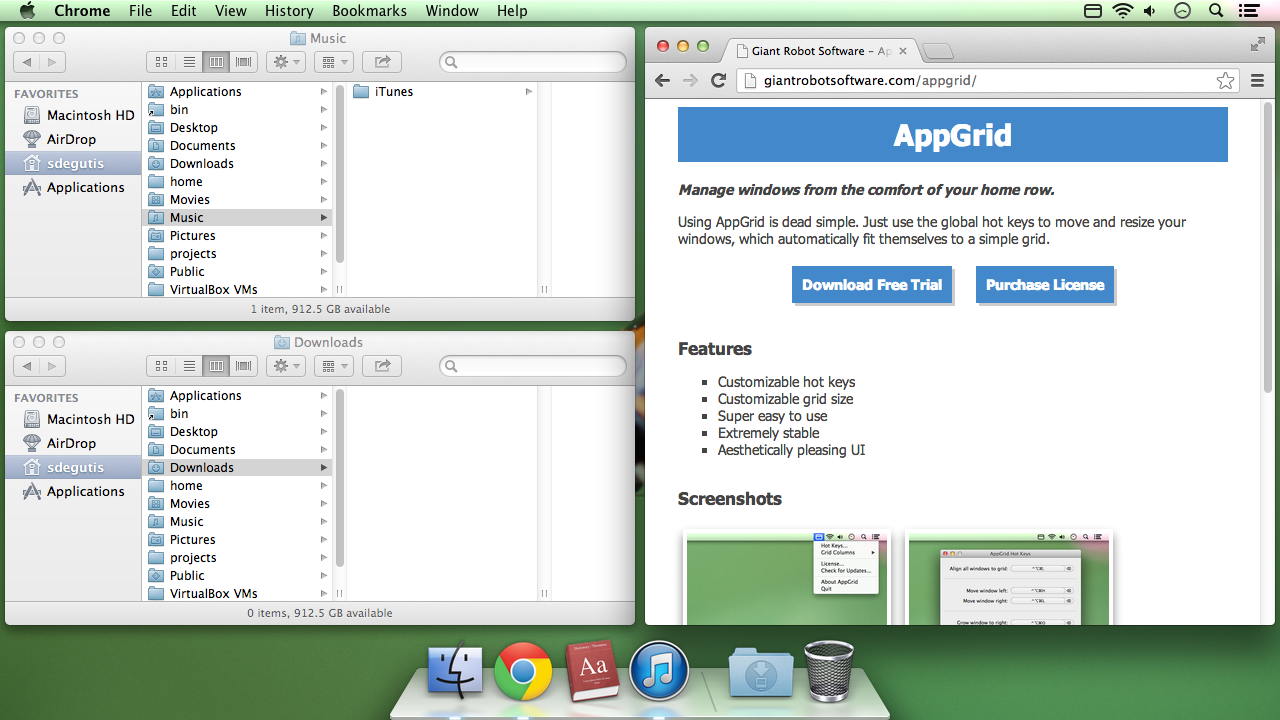 Chrome File Edit View History Bookmarks Window Help
Music
FAVORITES
Macintosh HD
AirDrop
sdegutis
Applications
Applications
bin
Desktop
Documents
Downloads
home
Movies
Music
Pictures
projects
Public
VirtualBox VMs
iTunes
1 item, 912.5 GB available
Downloads
FAVORITES
Macintosh HD
AirDrop
sdegutis
Applications
Applications
bin
Desktop
Documents
Downloads
home
Movies
Music
Pictures
projects
Public
VirtualBox VMs
0 items, 912.5 GB available
Giant Robot Software – Ap
giantrobotsoftware.com/appgrid/
AppGrid
Manage windows from the comfort of your home row.
Using AppGrid is dead simple. Just use the global hot keys to move and resize your
windows, which automatically fit themselves to a simple grid.
Download Free Trial
Purchase License
Features
Customizable hot keys
Customizable grid size
Super easy to use
Extremely stable
Aesthetically pleasing UI
Screenshots
Hot Keys...
Grid Columns
License...
Check for Updates...
About AppGrid
Quit
AppGrid Hot Keys
Align all windows to grid:
Move window left:
Move window right:
Grow window to right:
Aa